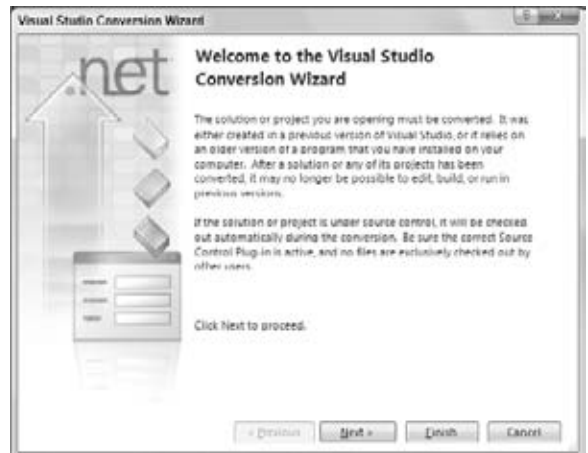 Visual Studio Conversion Wizard
.net
Welcome to the Visual Studio
Conversion Wizard
The solution or project you are opening must be converted. It was
either created in a previous version of Visual Studio, or it relies on
an older version of a program that you have installed on your
computer. After a solution or any of its projects has been
converted, it may no longer be possible to edit, build, or run in
previous versions.
If the solution or project is under source control, it will be checked
out automatically during the conversion. Be sure the correct Source
Control Plug-in is active, and no files are exclusively checked out by
other users.
Click Next to proceed.
< Previous Next > Finish Cancel